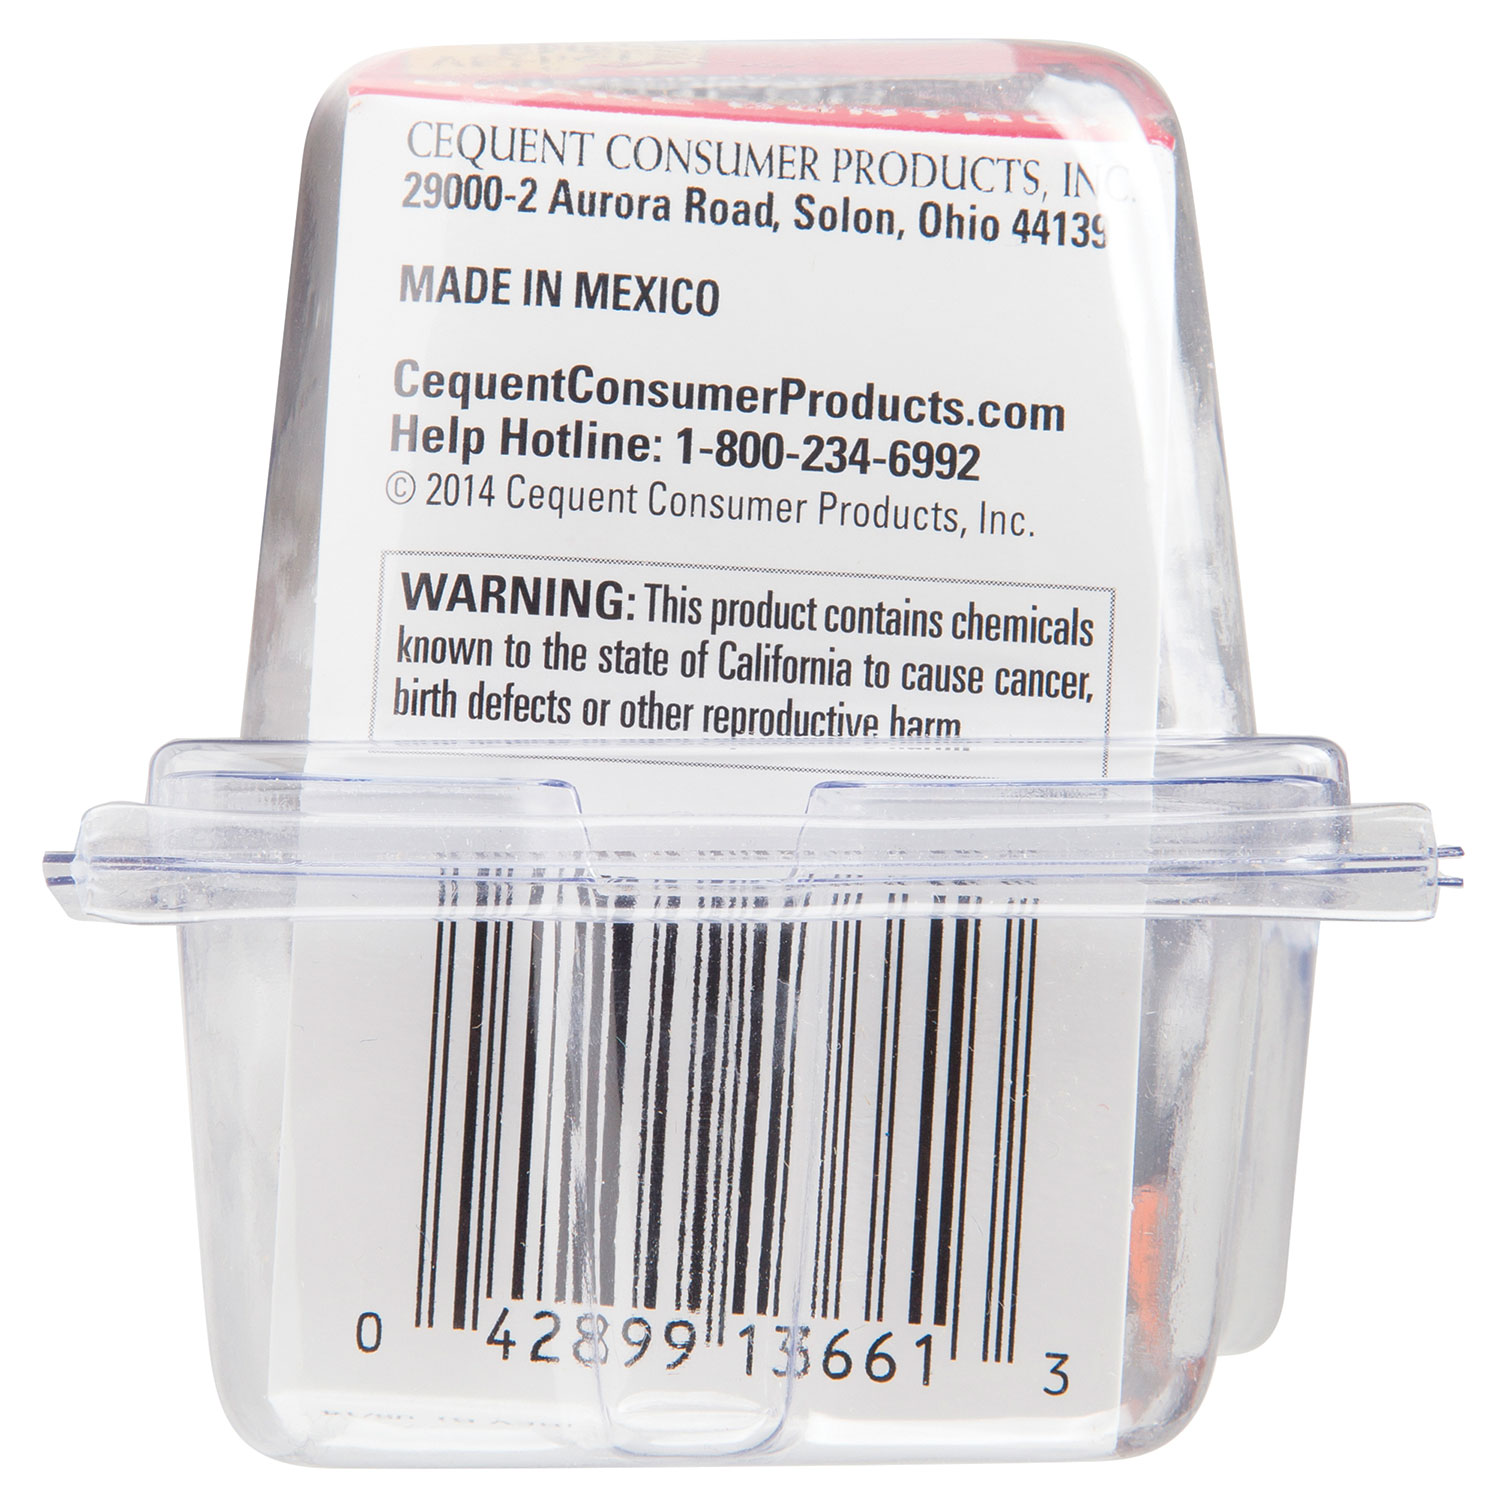 CEQUENT CONSUMER PRODUCTS, INC.
29000-2 Aurora Road, Solon, Ohio 44139
MADE IN MEXICO
CequentConsumerProducts.com
Help Hotline: 1-800-234-6992
© 2014 Cequent Consumer Products, Inc.
WARNING: This product contains chemicals
known to the state of California to cause cancer,
birth defects or other reproductive harm.
0 42899 13661 3